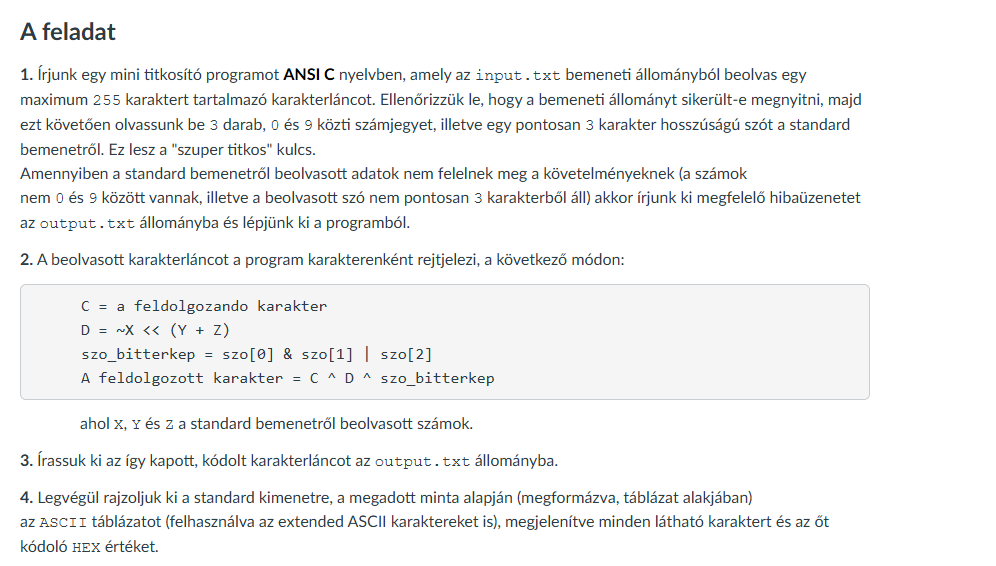 A feladat
1. Írjunk egy mini titkosító programot ANSI C nyelvben, amely az input.txt bemeneti állományból beolvas egy
maximum 255 karaktert tartalmazó karakterláncot. Ellenőrizzük le, hogy a bemeneti állományt sikerült-e megnyitni, majd
ezt követően olvassunk be 3 darab, 0 és 9 közti számjegyet, illetve egy pontosan 3 karakter hosszúságú szót a standard
bemenetről. Ez lesz a "szuper titkos" kulcs.
Amennyiben a standard bemenetről beolvasott adatok nem felelnek meg a követelményeknek (a számok
nem 0 és 9 között vannak, illetve a beolvasott szó nem pontosan 3 karakterből áll) akkor írjunk ki megfelelő hibaüzenetet
az output.txt állományba és lépjünk ki a programból.
2. A beolvasott karakterláncot a program karakterenként rejtjelezi, a következő módon:
C = a feldolgozando karakter
D = ~X << (Y + Z)
szo_bitterkep = szo[0] & szo[1] | szo[2]
A feldolgozott karakter = C ^ D ^ szo_bitterkep
ahol X, Y és Z a standard bemenetről beolvasott számok.
3. Írassuk ki az így kapott, kódolt karakterláncot az output.txt állományba.
4. Legvégül rajzoljuk ki a standard kimenetre, a megadott minta alapján (megformázva, táblázat alakjában)
az ASCII táblázatot (felhasználva az extended ASCII karaktereket is), megjelenítve minden látható karaktert és az őt
kódoló HEX értéket.